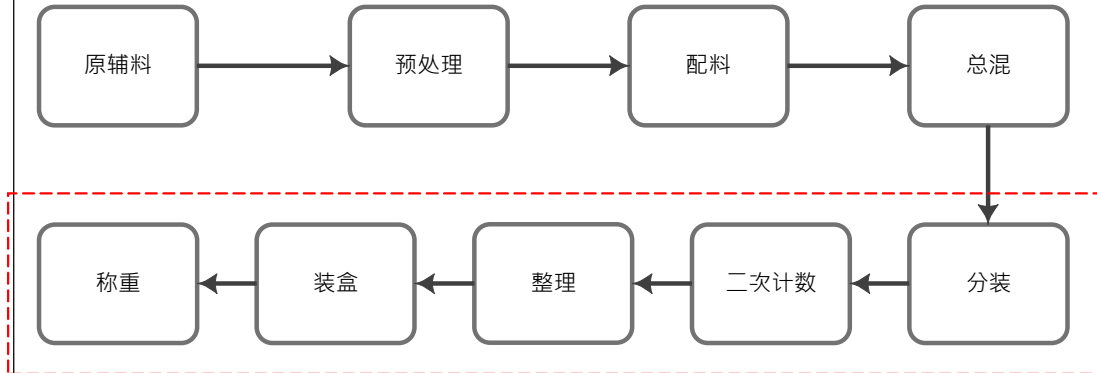 原辅料
预处理
配料
总混
称重
装盒
整理
二次计数
分装